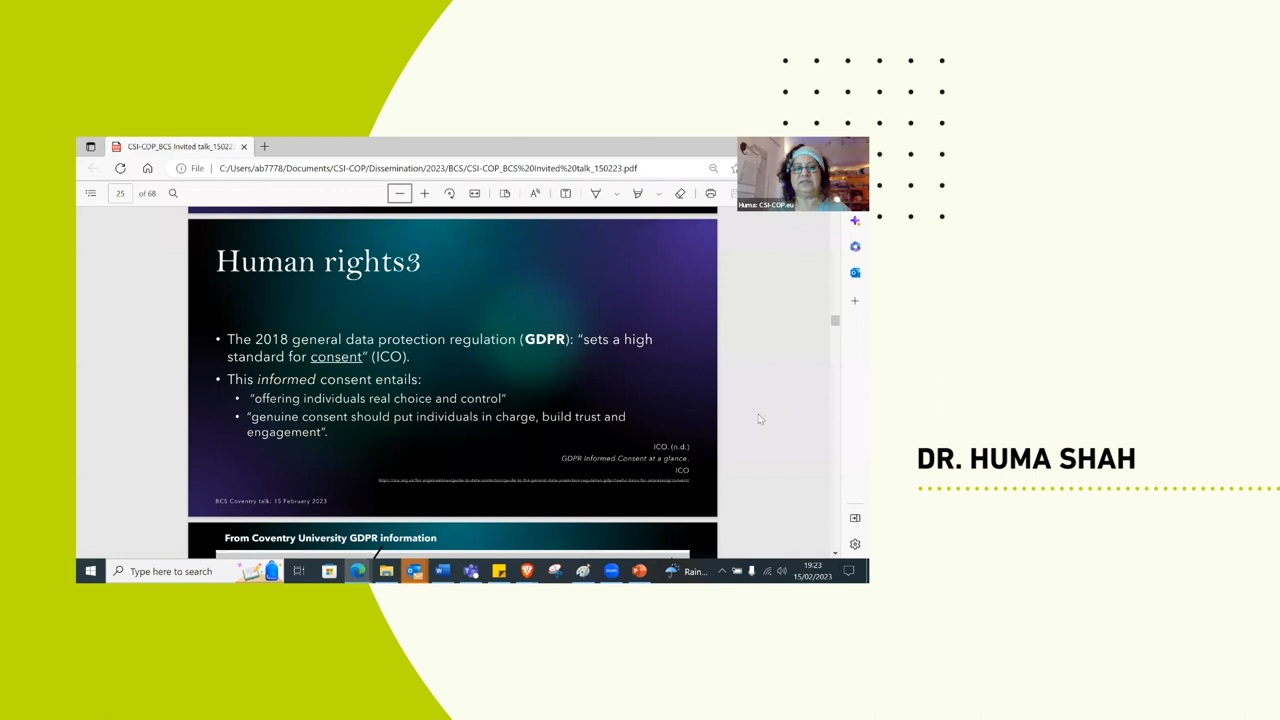 CSI-COP_BCS Invited talk_150223
File
C:/Users/ab7778/Documents/CSI-COP/Dissemination/2023/BCS/CSI-COP_BCS%20Invited%20talk_150223.pdf
25 of 68
Huma: CSI-COP.eu
Human rights3
• The 2018 general data protection regulation (GDPR): “sets a high
standard for consent” (ICO).
• This informed consent entails:
• “offering individuals real choice and control”
• “genuine consent should put individuals in charge, build trust and
engagement”.
ICO. (n.d.)
GDPR Informed Consent at a glance.
ICO
BCS Coventry talk: 15 February 2023
From Coventry University GDPR information
DR. HUMA SHAH
Type here to search
Rain...
19:23
15/02/2023